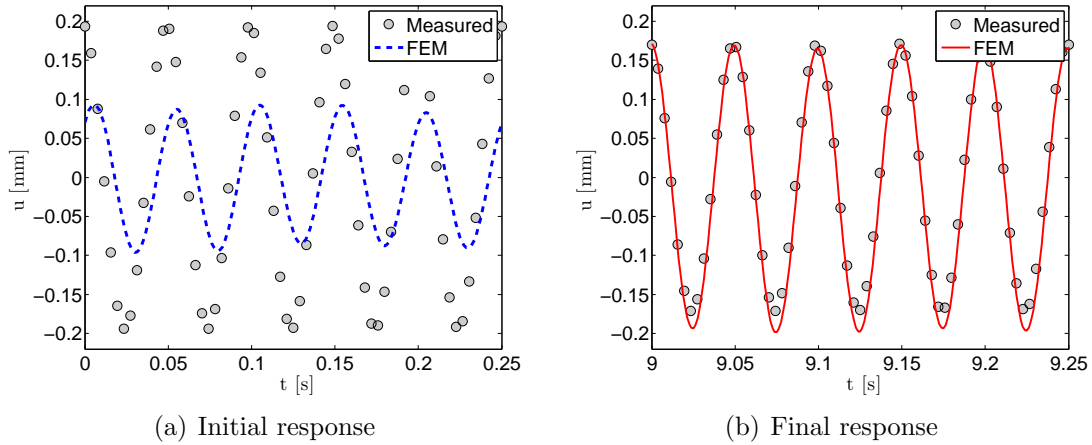 0.2
0.15
0.1
0.05
0
−0.05
−0.1
−0.15
−0.2
u [mm]
0 0.05 0.1 0.15 0.2 0.25
t [s]
Measured
FEM
(a) Initial response
0.2
0.15
0.1
0.05
0
−0.05
−0.1
−0.15
−0.2
u [mm]
9 9.05 9.1 9.15 9.2 9.25
t [s]
Measured
FEM
(b) Final response